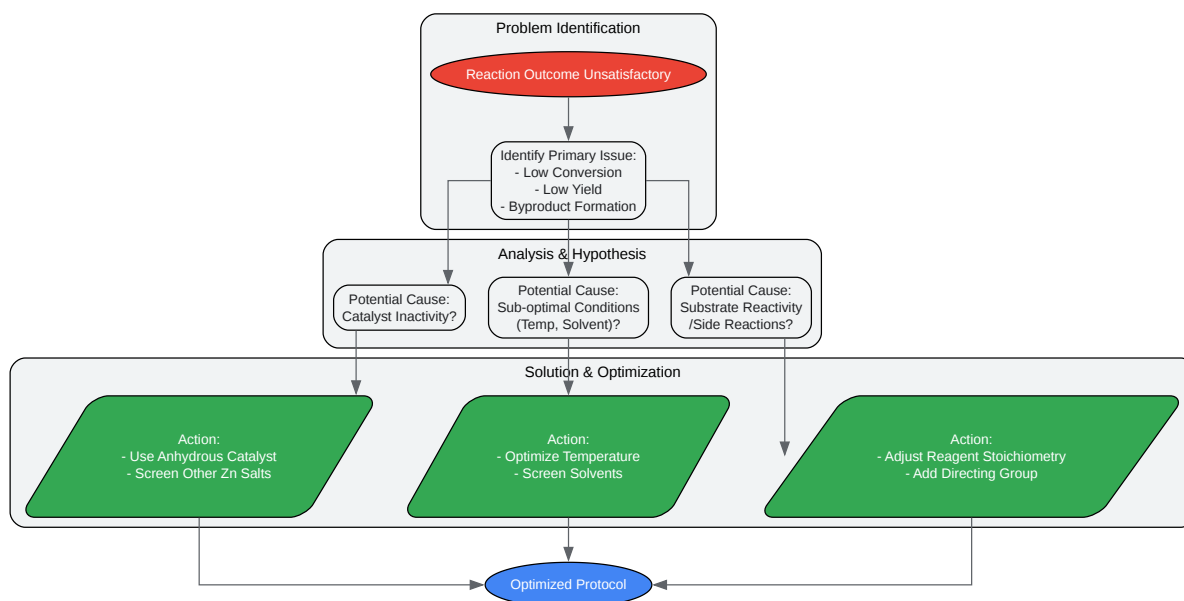 Problem Identification
Reaction Outcome Unsatisfactory
Identify Primary Issue:
- Low Conversion
- Low Yield
- Byproduct Formation
Analysis & Hypothesis
Potential Cause:
Catalyst Inactivity?
Potential Cause:
Sub-optimal Conditions
(Temp, Solvent)?
Potential Cause:
Substrate Reactivity
/Side Reactions?
Solution & Optimization
Action:
- Use Anhydrous Catalyst
- Screen Other Zn Salts
Action:
- Optimize Temperature
- Screen Solvents
Action:
- Adjust Reagent Stoichiometry
- Add Directing Group
Optimized Protocol